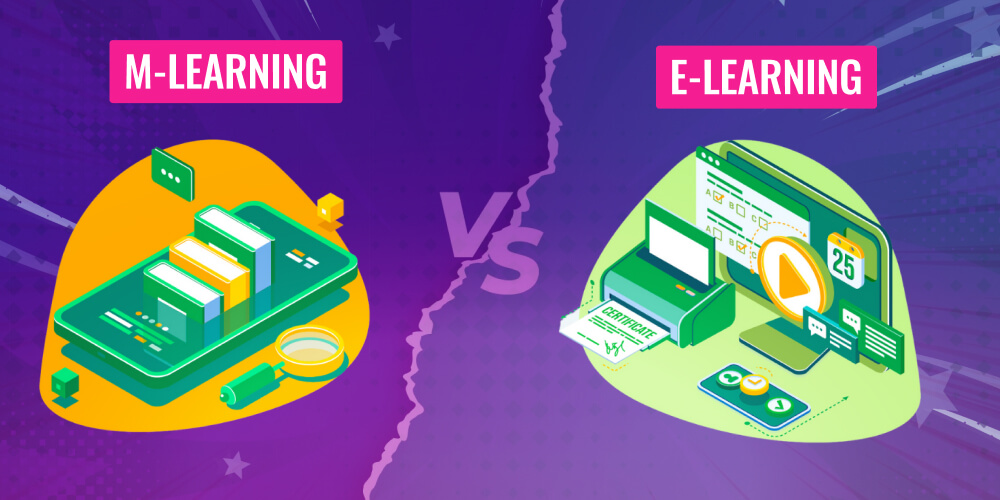 M-LEARNING
VS
E-LEARNING
A B C
A B C
25
CERTIFICATE